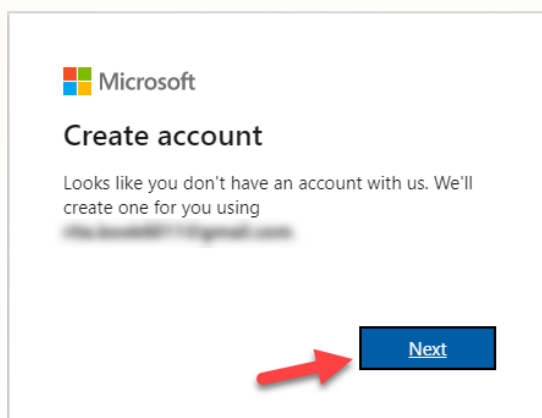 Microsoft
Create account
Looks like you don't have an account with us. We'll
create one for you using
Next